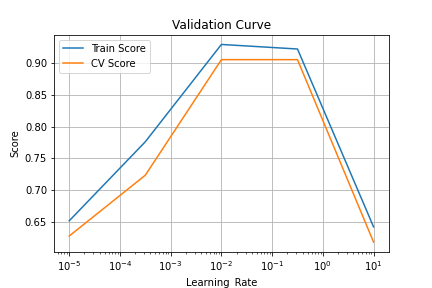 Validation Curve
Train Score
CV Score
0.90
0.85
0.80
0.75
0.70
0.65
Score
10⁻⁵ 10⁻⁴ 10⁻³ 10⁻² 10⁻¹ 10⁰ 10¹
Learning Rate